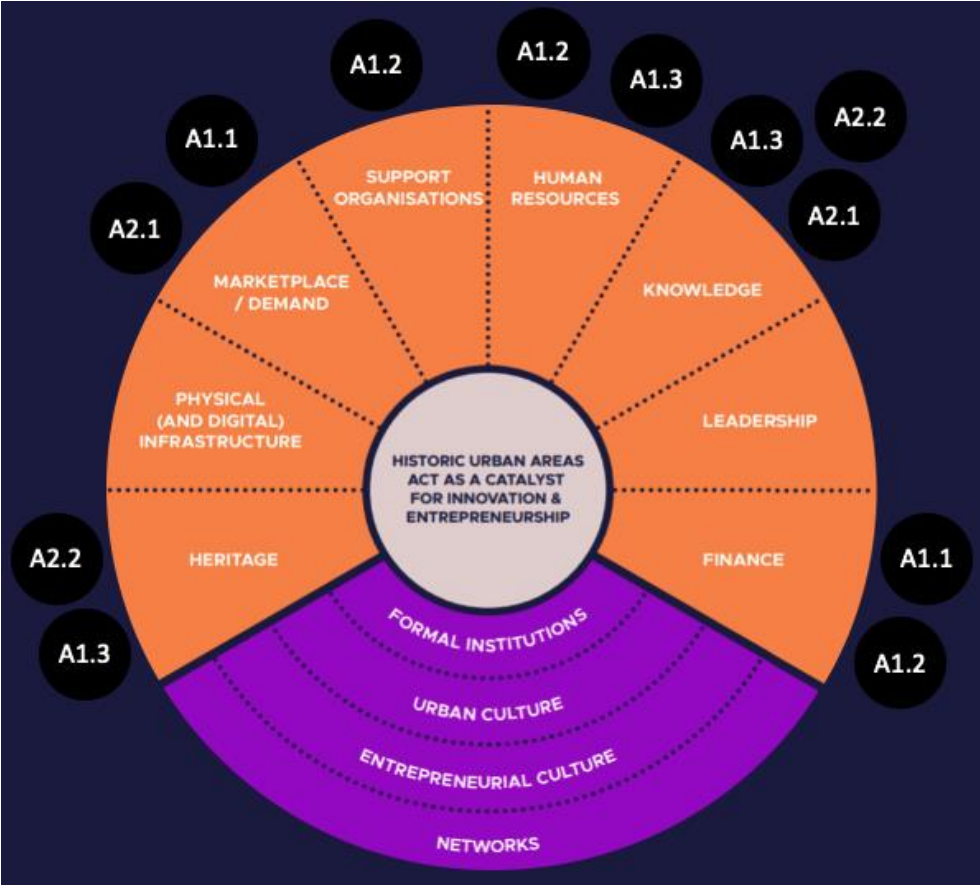 A1.2
A1.2
A1.3
A1.1
A1.3
A2.2
A2.1
A2.1
SUPPORT
ORGANISATIONS
HUMAN
RESOURCES
MARKETPLACE
/ DEMAND
KNOWLEDGE
PHYSICAL
(AND DIGITAL)
INFRASTRUCTURE
LEADERSHIP
HISTORIC URBAN AREAS
ACT AS A CATALYST
FOR INNOVATION &
ENTREPRENEURSHIP
HERITAGE
FINANCE
A2.2
A1.3
A1.1
A1.2
FORMAL INSTITUTIONS
URBAN CULTURE
ENTREPRENEURIAL CULTURE
NETWORKS